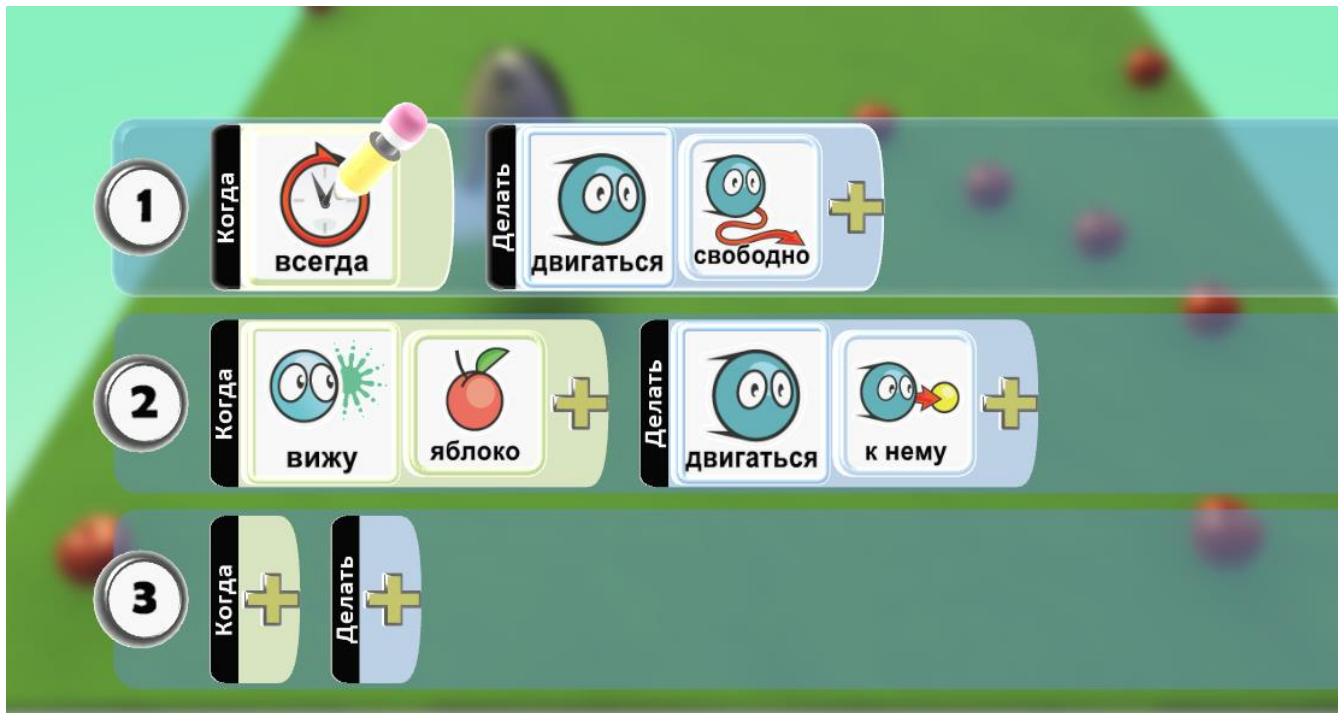 1 Когда всегда Делать двигаться свободно
2 Когда вижу яблоко Делать двигаться к нему
3 Когда Делать